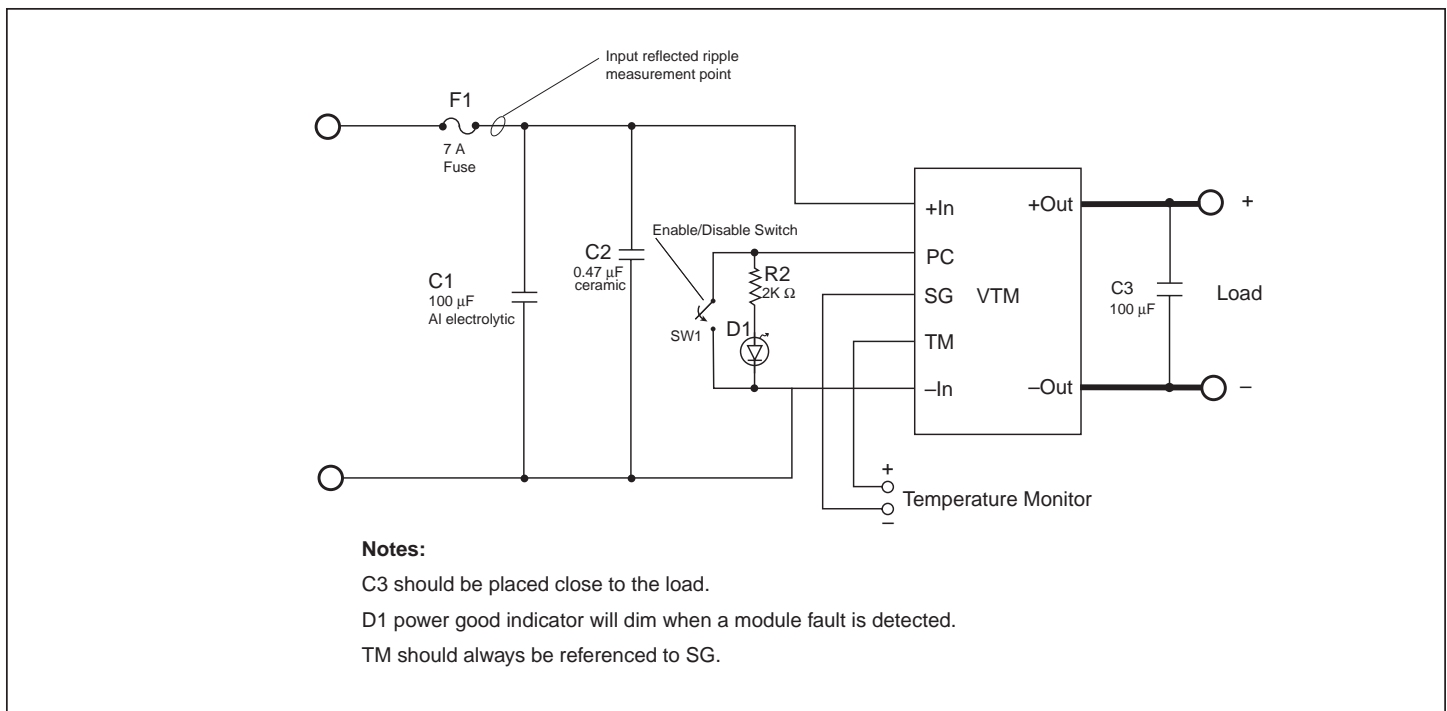 Input reflected ripple
measurement point
F1
7 A
Fuse
+In
+Out
+
Enable/Disable Switch
C2
0.47 µF
ceramic
PC
R2
2K Ω
C1
100 µF
Al electrolytic
SG
VTM
C3
100 µF
Load
SW1
D1
TM
–In
–Out
–
+
Temperature Monitor
–
Notes:
C3 should be placed close to the load.
D1 power good indicator will dim when a module fault is detected.
TM should always be referenced to SG.